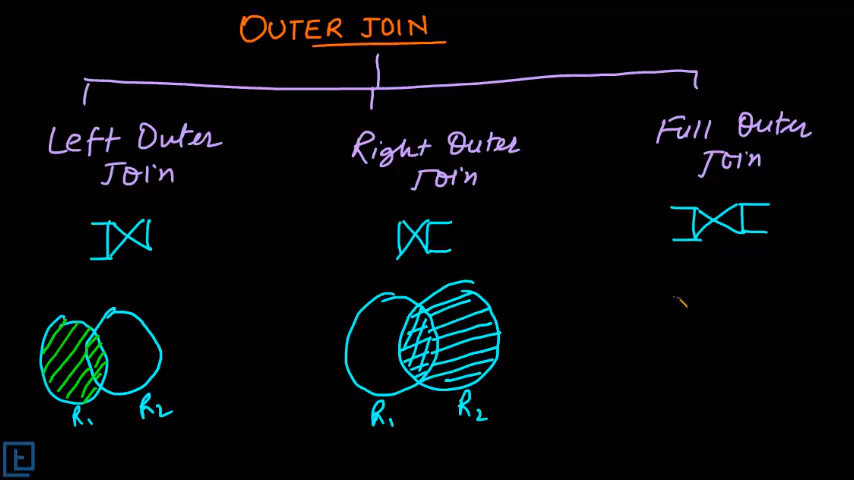 OUTER JOIN
Left Outer
Join
Right Outer
Join
Full Outer
Join
⟕
⟖
⟗
R1
R2
R1
R2